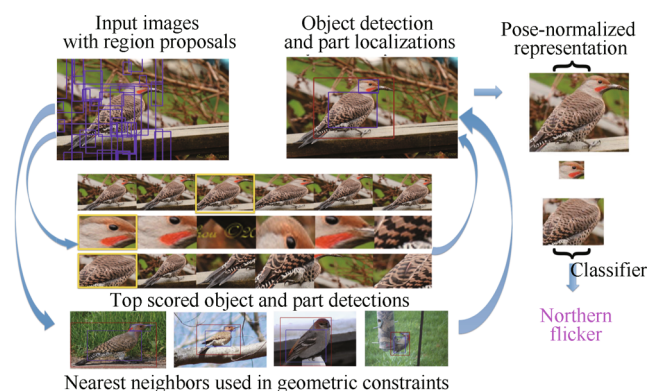 Input images
with region proposals
Object detection
and part localizations
Pose-normalized
representation
Top scored object and part detections
Classifier
Northern
flicker
Nearest neighbors used in geometric constraints